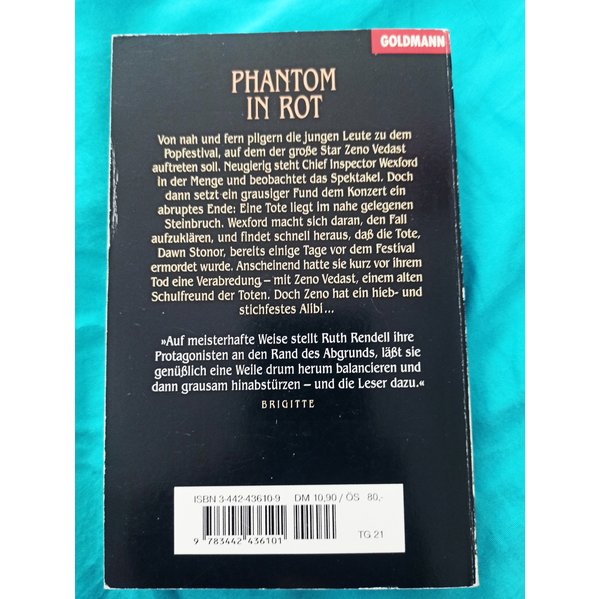 GOLDMANN
PHANTOM
IN ROT
Von nah und fern pilgern die jungen Leute zu dem
Popfestival, auf dem der große Star Zeno Vedast
auftreten soll. Neugierig steht Chief Inspector Wexford
in der Menge und beobachtet das Spektakel. Doch
dann setzt ein grausiger Fund dem Konzert ein
abruptes Ende: Eine Tote liegt im nahe gelegenen
Steinbruch. Wexford macht sich daran, den Fall
aufzuklären, und findet schnell heraus, daß die Tote,
Dawn Stonor, bereits einige Tage vor dem Festival
ermordet wurde. Anscheinend hatte sie kurz vor ihrem
Tod eine Verabredung – mit Zeno Vedast, einem alten
Schulfreund der Toten. Doch Zeno hat ein hieb- und
stichfestes Alibi ...
»Auf meisterhafte Weise stellt Ruth Rendell ihre
Protagonisten an den Rand des Abgrunds, läßt sie
genüßlich eine Weile drum herum balancieren und
dann grausam hinabstürzen – und die Leser dazu.«
BRIGITTE
ISBN 3-442-43610-9 DM 10,90 / ÖS 80,-
9 783442 436101
TG 21